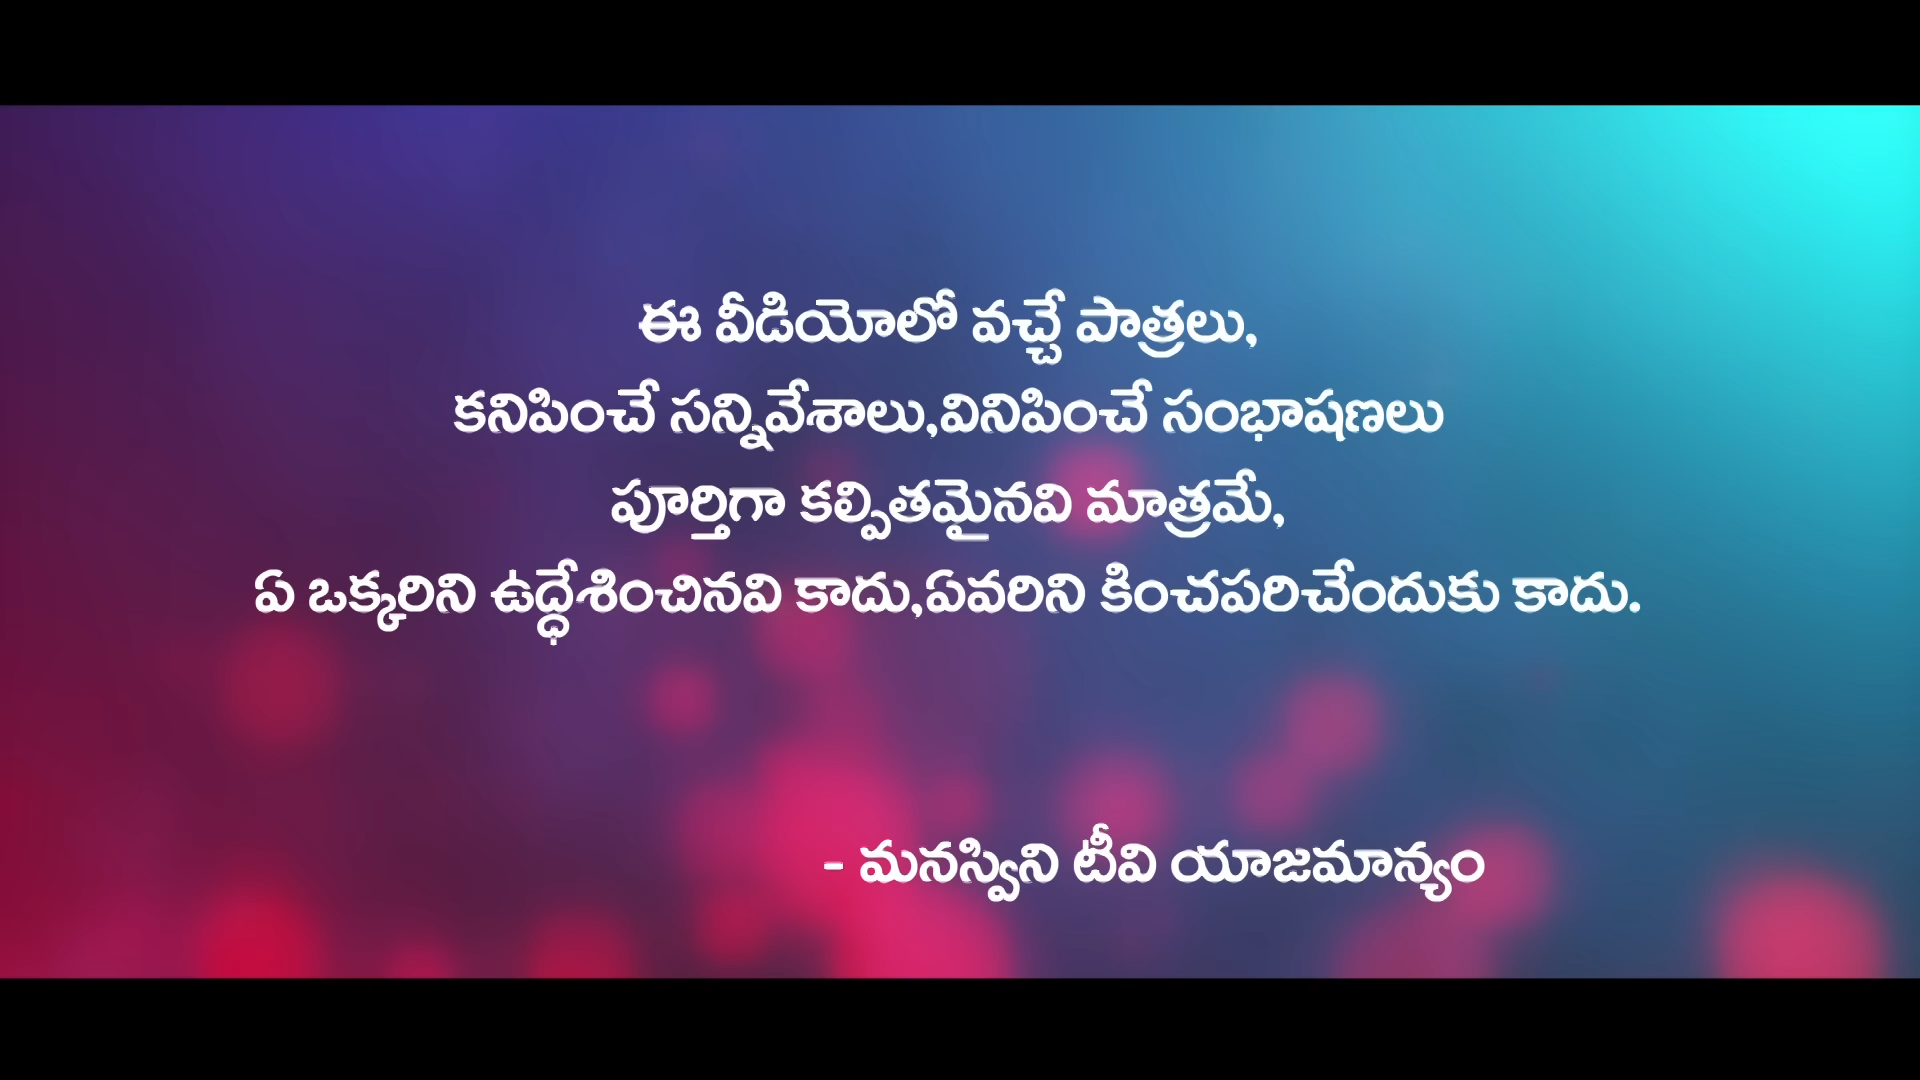 ఈ వీడియోలో వచ్చే పాత్రలు,
కనిపించే సన్నివేశాలు,వినిపించే సంభాషణలు
పూర్తిగా కల్పితమైనవి మాత్రమే,
ఏ ఒక్కరిని ఉద్ధేశించినవి కాదు,ఏవరిని కించపరిచేందుకు కాదు.
- మనస్విని టీవి యాజమాన్యం